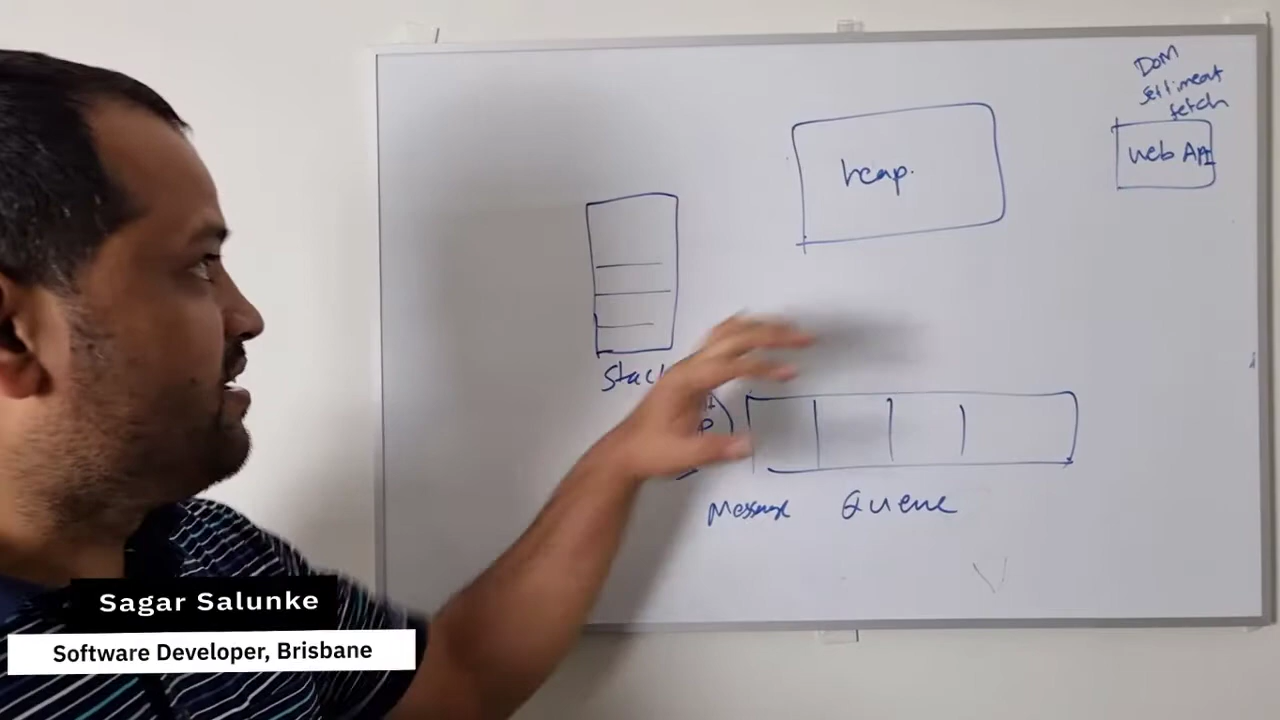 DOM
settimeout
fetch
Web API
heap.
Stack
P
Message Queue
Sagar Salunke
Software Developer, Brisbane